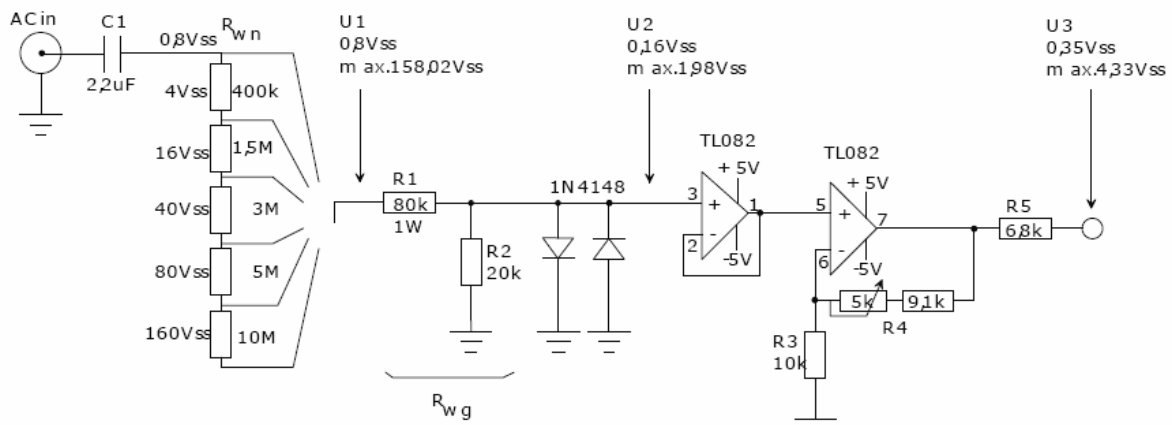 ACin
C1
2,2uF
0,8Vss
Rwn
4Vss
400k
16Vss
1,5M
40Vss
3M
80Vss
5M
160Vss
10M
U1
0,8Vss
max.158,02Vss
R1
80k
1W
R2
20k
Rwg
1N4148
U2
0,16Vss
max.1,98Vss
TL082
+5V
3
+
1
2
-
-5V
TL082
+5V
5
+
7
-
6
-5V
5k
9,1k
R4
R3
10k
R5
6,8k
U3
0,35Vss
max.4,33Vss